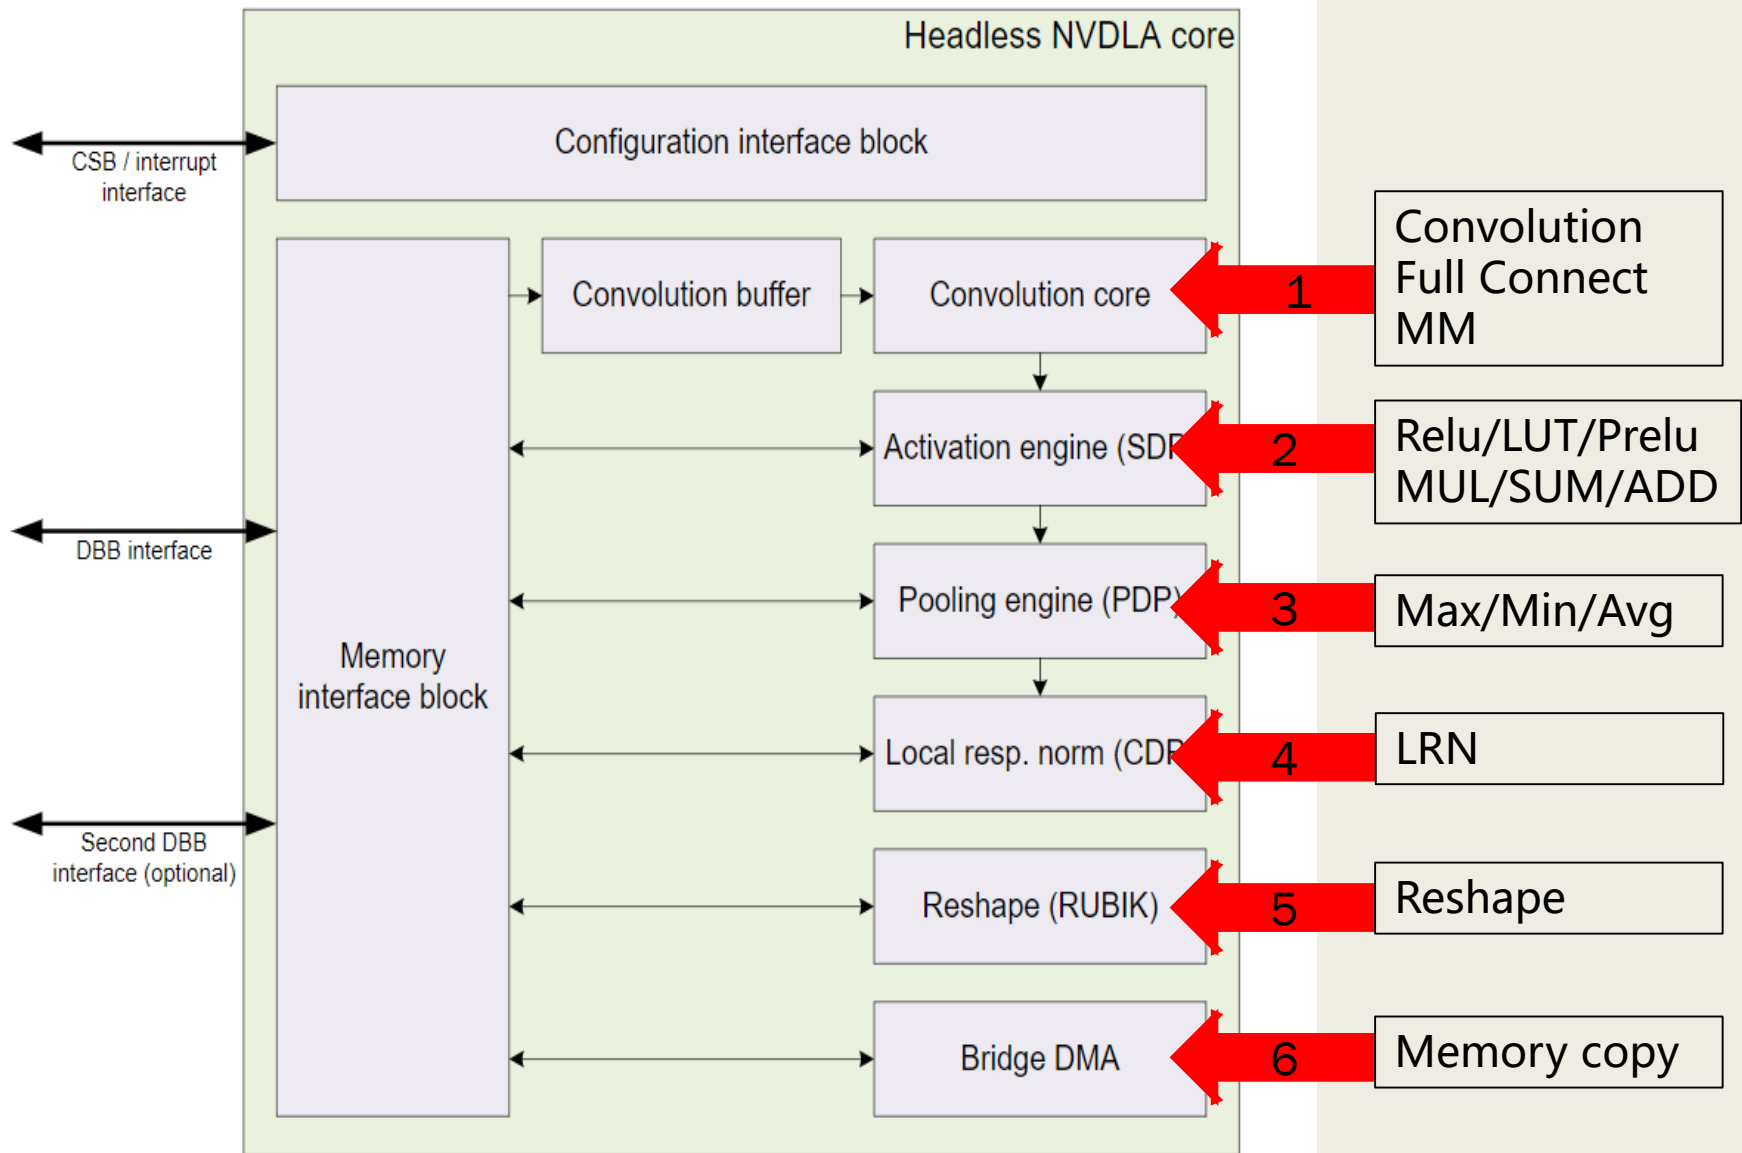 Headless NVDLA core
Configuration interface block
CSB / interrupt
interface
Convolution buffer
Convolution core
1
Convolution
Full Connect
MM
Activation engine (SDP
2
Relu/LUT/Prelu
MUL/SUM/ADD
DBB interface
Pooling engine (PDP)
3
Max/Min/Avg
Memory
interface block
Local resp. norm (CDP
4
LRN
Second DBB
interface (optional)
Reshape (RUBIK)
5
Reshape
Bridge DMA
6
Memory copy